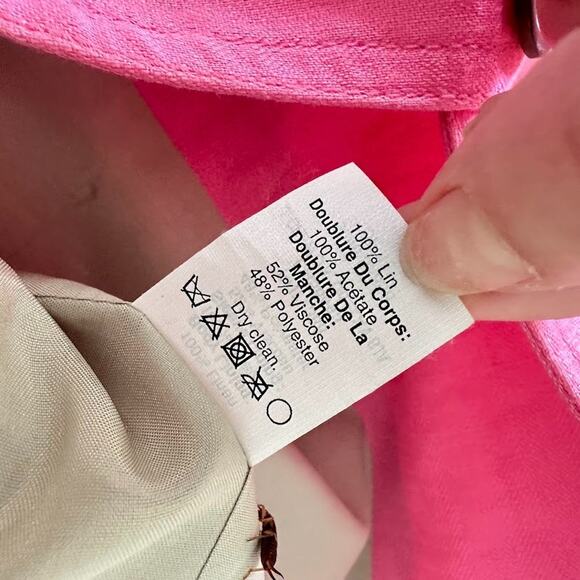 100% Lin
Doublure Du Corps:
100% Acétate
Doublure De La
Manche:
52% Viscose
48% Polyester
Dry clean.